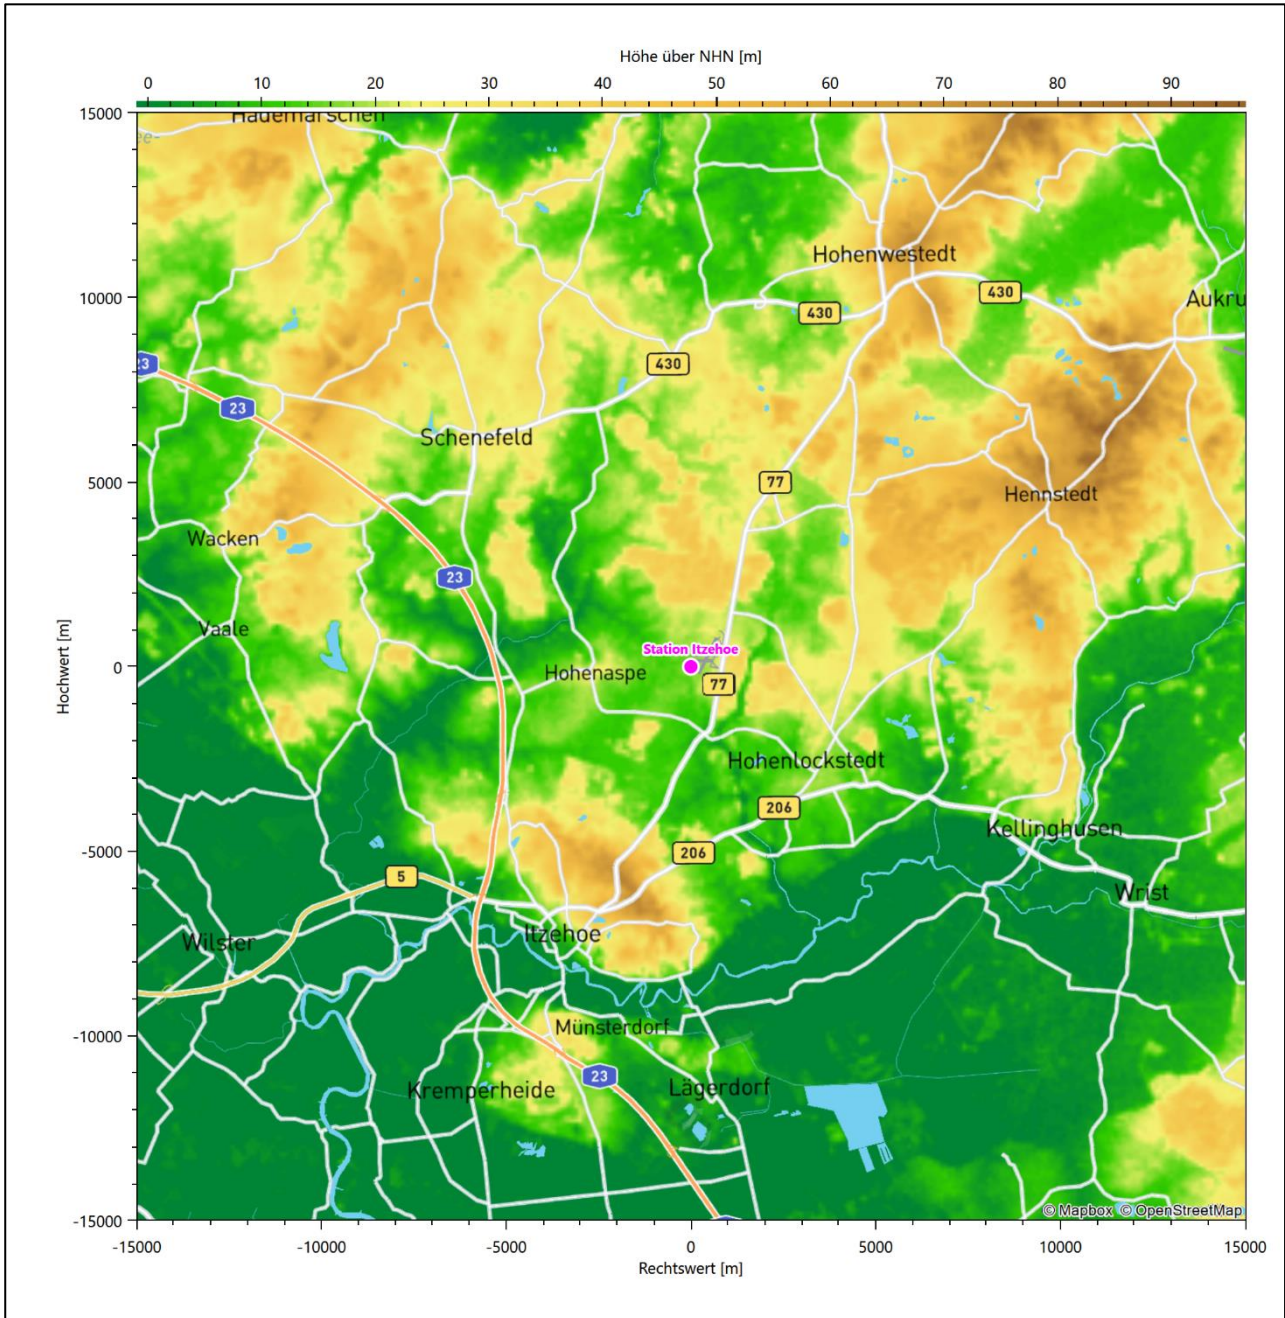 Höhe über NHN [m]
0 10 20 30 40 50 60 70 80 90
15000
Hademarschen
ee-
Hohenwestedt
430
10000
Aukru
430
430
23
23
Schenefeld
77
5000
Hennstedt
Wacken
23
Vaale
Station Itzehoe
0
Hohenaspe
77
Hochwert [m]
Hohenlockstedt
206
Kellinghusen
-5000
206
5
Wrist
Itzehoe
Wilster
Münsterdorf
-10000
23
Kremperheide
Lägerdorf
© Mapbox © OpenStreetMap
-15000
-15000 -10000 -5000 0 5000 10000 15000
Rechtswert [m]